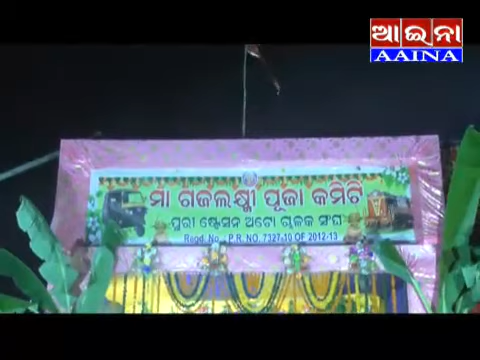 ଆଇନା
AAINA
ମାଁ ଗଜଲକ୍ଷ୍ମୀ ପୂଜା କମିଟି
ପୁରୀ ଷ୍ଟେସନ ଅଟୋ ଚାଳକ ସଂଘ
Regd. No - P.R. NO. 7327-10 OF 2012-13